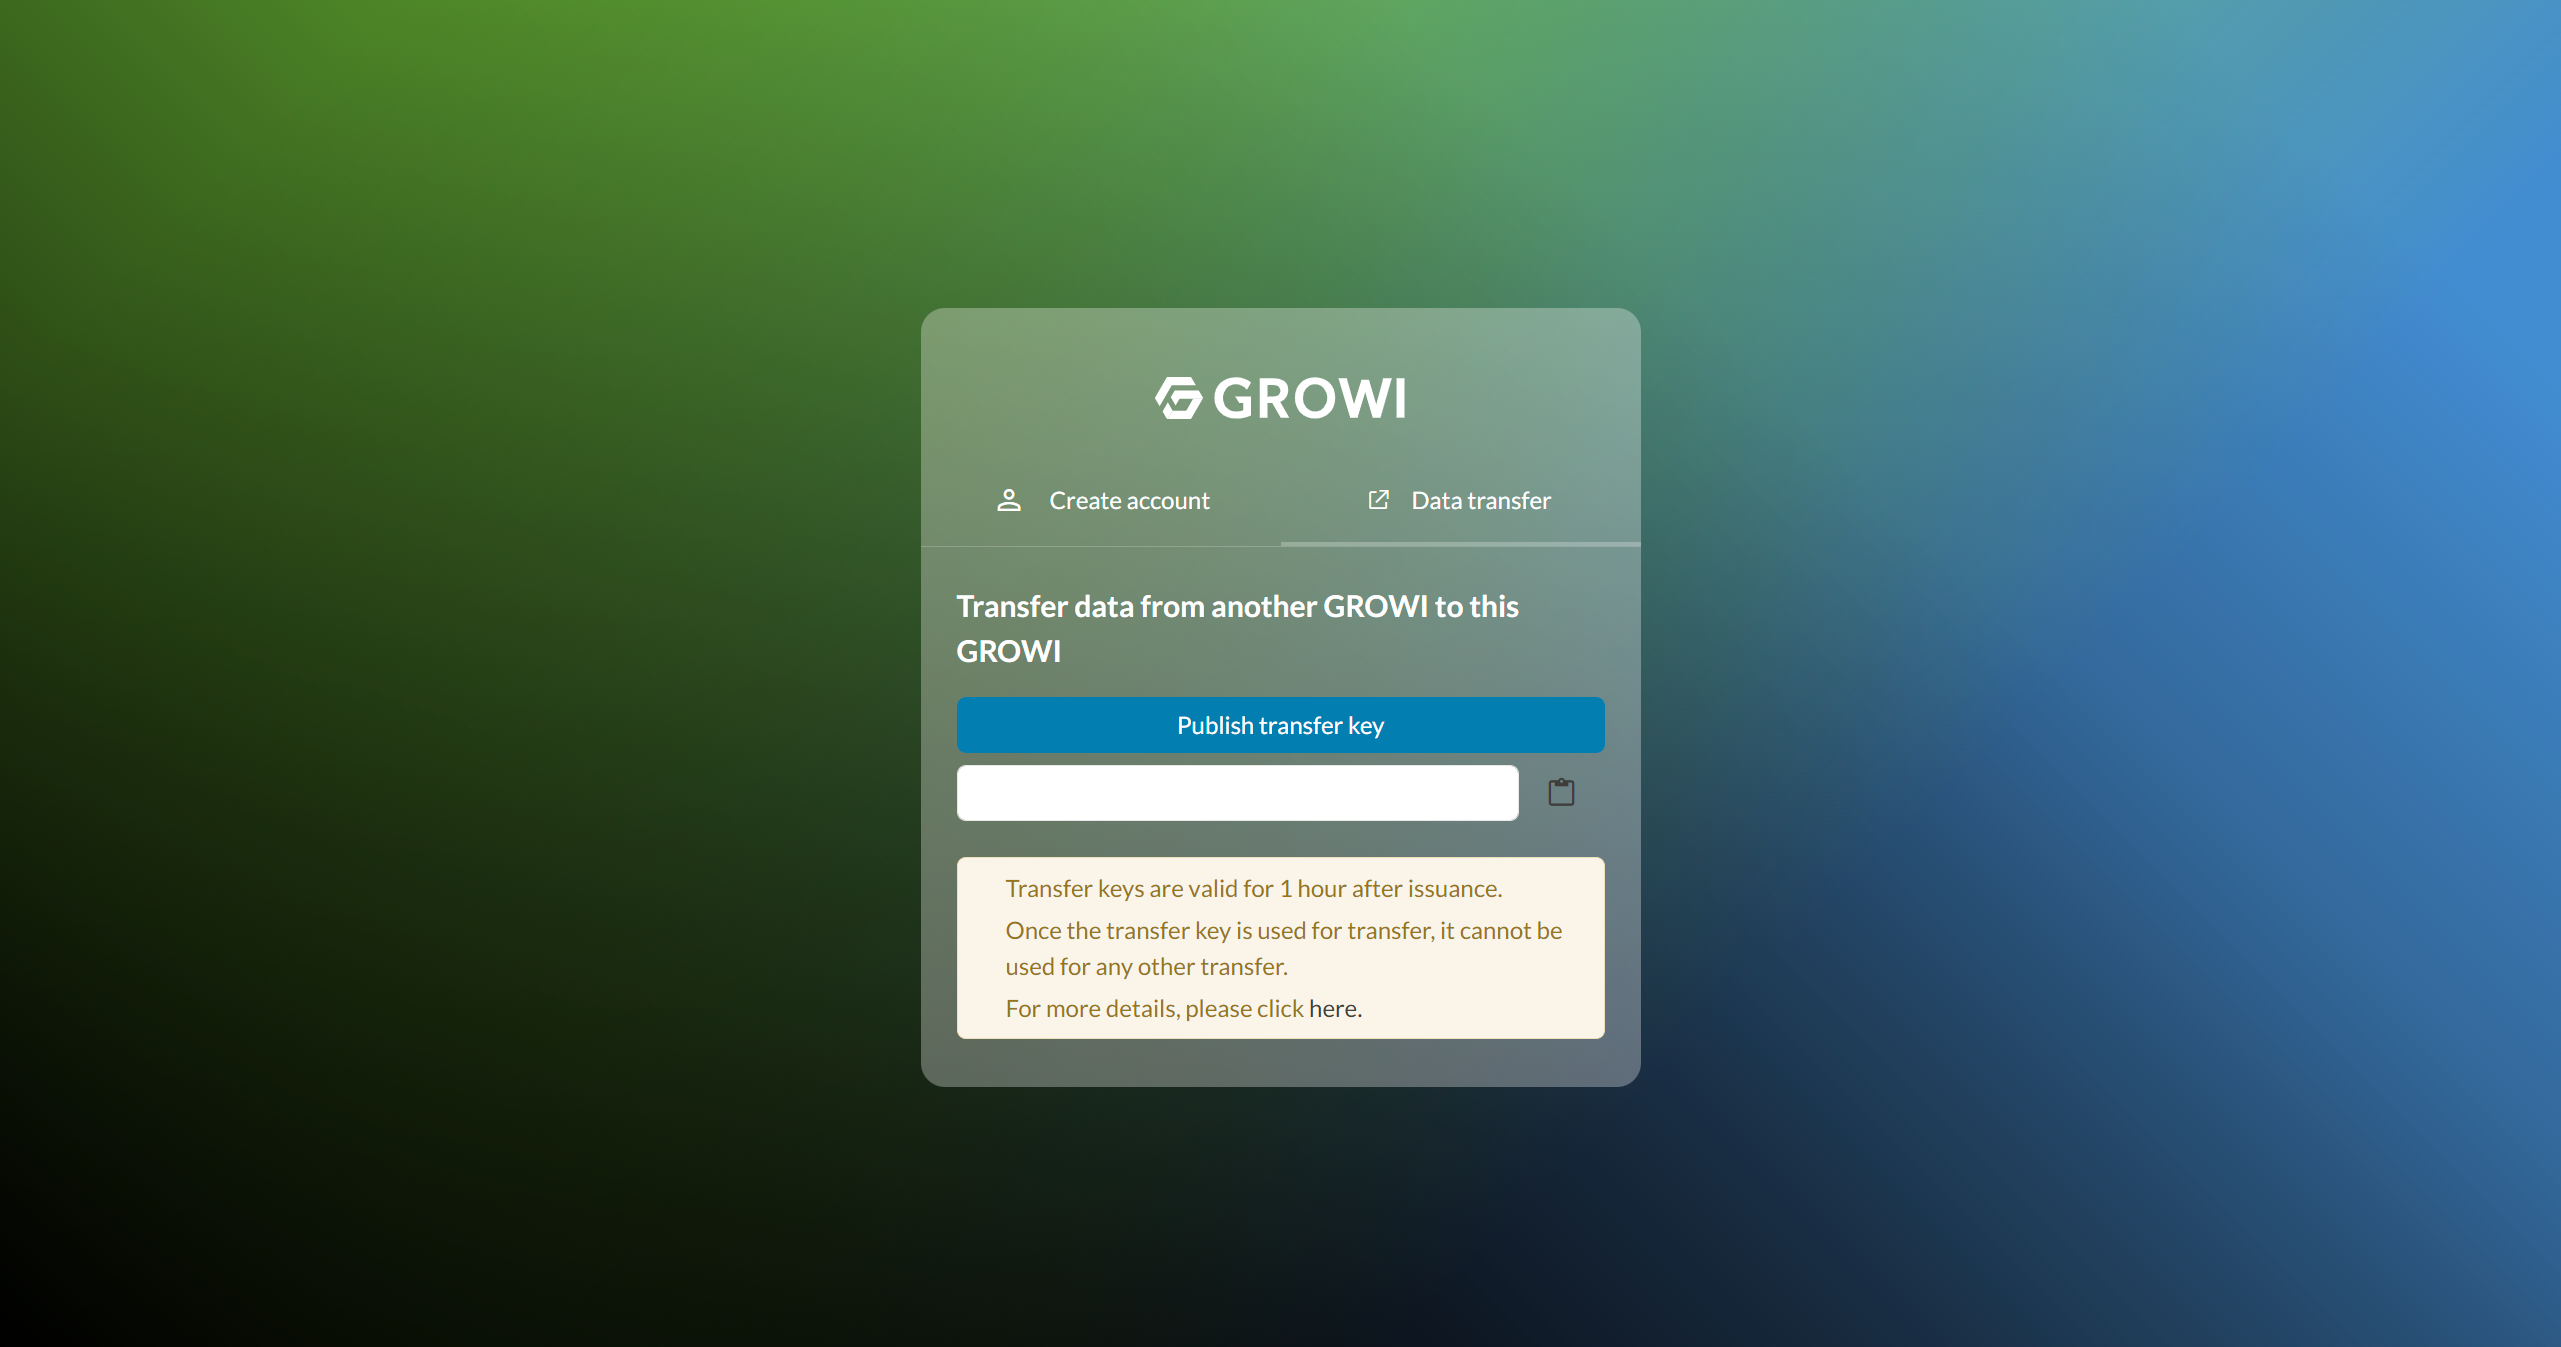 GROWI
Create account
Data transfer
Transfer data from another GROWI to this
GROWI
Publish transfer key
Transfer keys are valid for 1 hour after issuance.
Once the transfer key is used for transfer, it cannot be
used for any other transfer.
For more details, please click here.